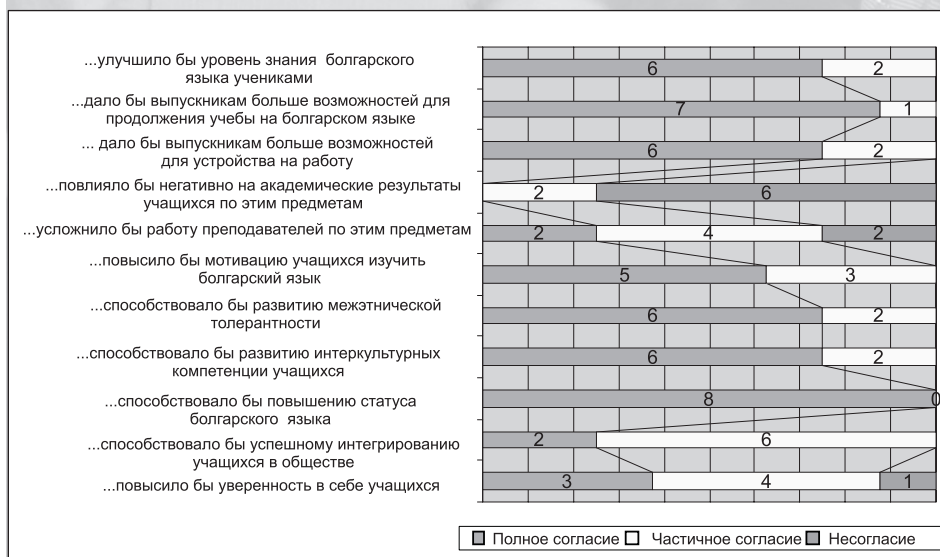 ...улучшило бы уровень знания болгарского
языка учениками
6 2
...дало бы выпускникам больше возможностей для
продолжения учебы на болгарском языке
7 1
... дало бы выпускникам больше возможностей
для устройства на работу
6 2
...повлияло бы негативно на академические результаты
учащихся по этим предметам
2 6
...усложнило бы работу преподавателей по этим предметам
2 4 2
...повысило бы мотивацию учащихся изучить
болгарский язык
5 3
...способствовало бы развитию межэтнической
толерантности
6 2
...способствовало бы развитию интеркультурных
компетенции учащихся
6 2
...способствовало бы повышению статуса
болгарского языка
8 0
...способствовало бы успешному интегрированию
учащихся в обществе
2 6
...повысило бы уверенность в себе учащихся
3 4 1
Полное согласие Частичное согласие Несогласие